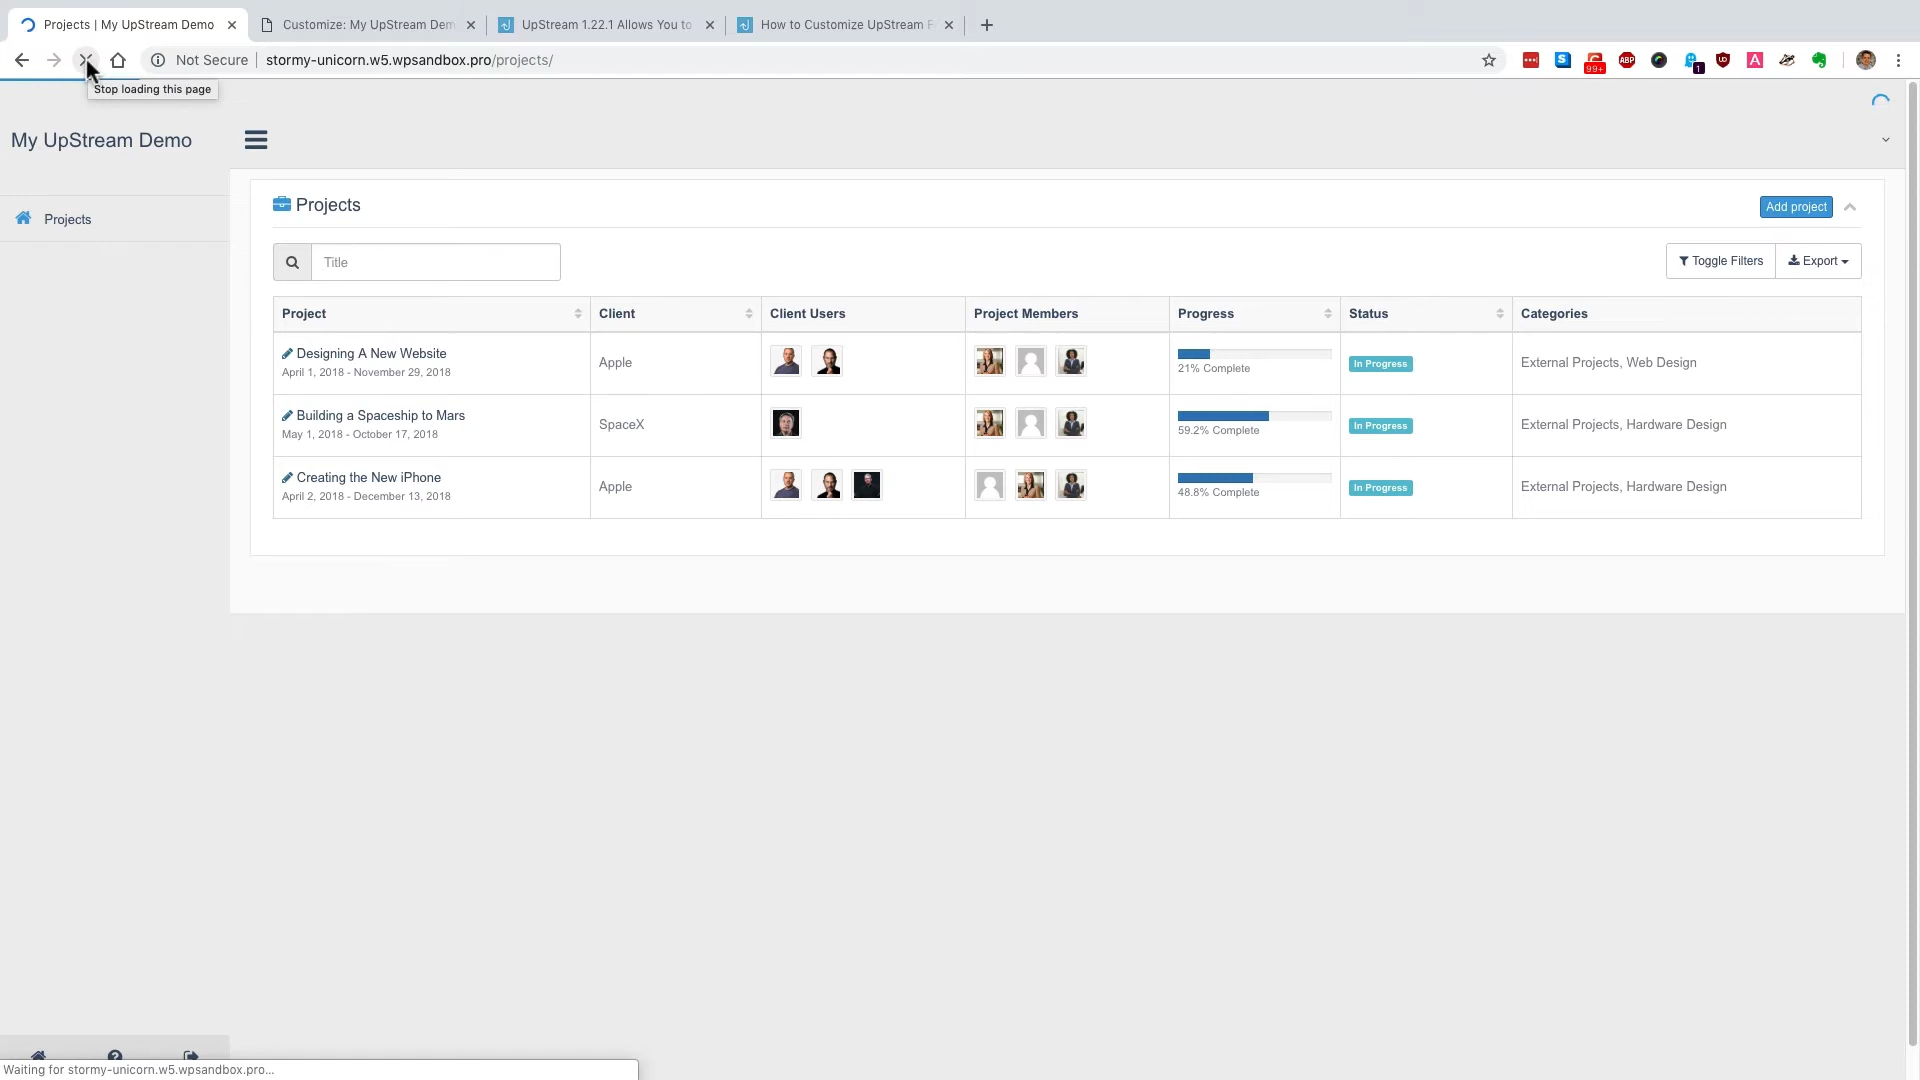 Projects | My UpStream Demo
Customize: My UpStream Dem
UpStream 1.22.1 Allows You to
How to Customize UpStream F
Not Secure
stormy-unicorn.w5.wpsandbox.pro/projects/
99+
ABP
1
A
Stop loading this page
My UpStream Demo
Projects
Projects
Add project
Title
Toggle Filters
Export
Project
Client
Client Users
Project Members
Progress
Status
Categories
Designing A New Website
April 1, 2018 - November 29, 2018
Apple
21% Complete
In Progress
External Projects, Web Design
Building a Spaceship to Mars
May 1, 2018 - October 17, 2018
SpaceX
59.2% Complete
In Progress
External Projects, Hardware Design
Creating the New iPhone
April 2, 2018 - December 13, 2018
Apple
48.8% Complete
In Progress
External Projects, Hardware Design
Waiting for stormy-unicorn.w5.wpsandbox.pro...